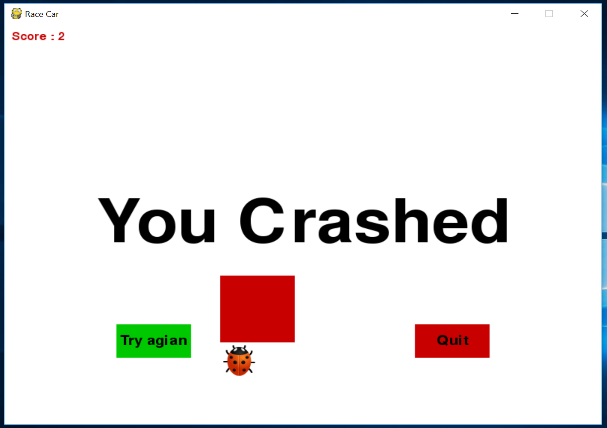 Race Car
Score : 2
You Crashed
Try agian
Quit